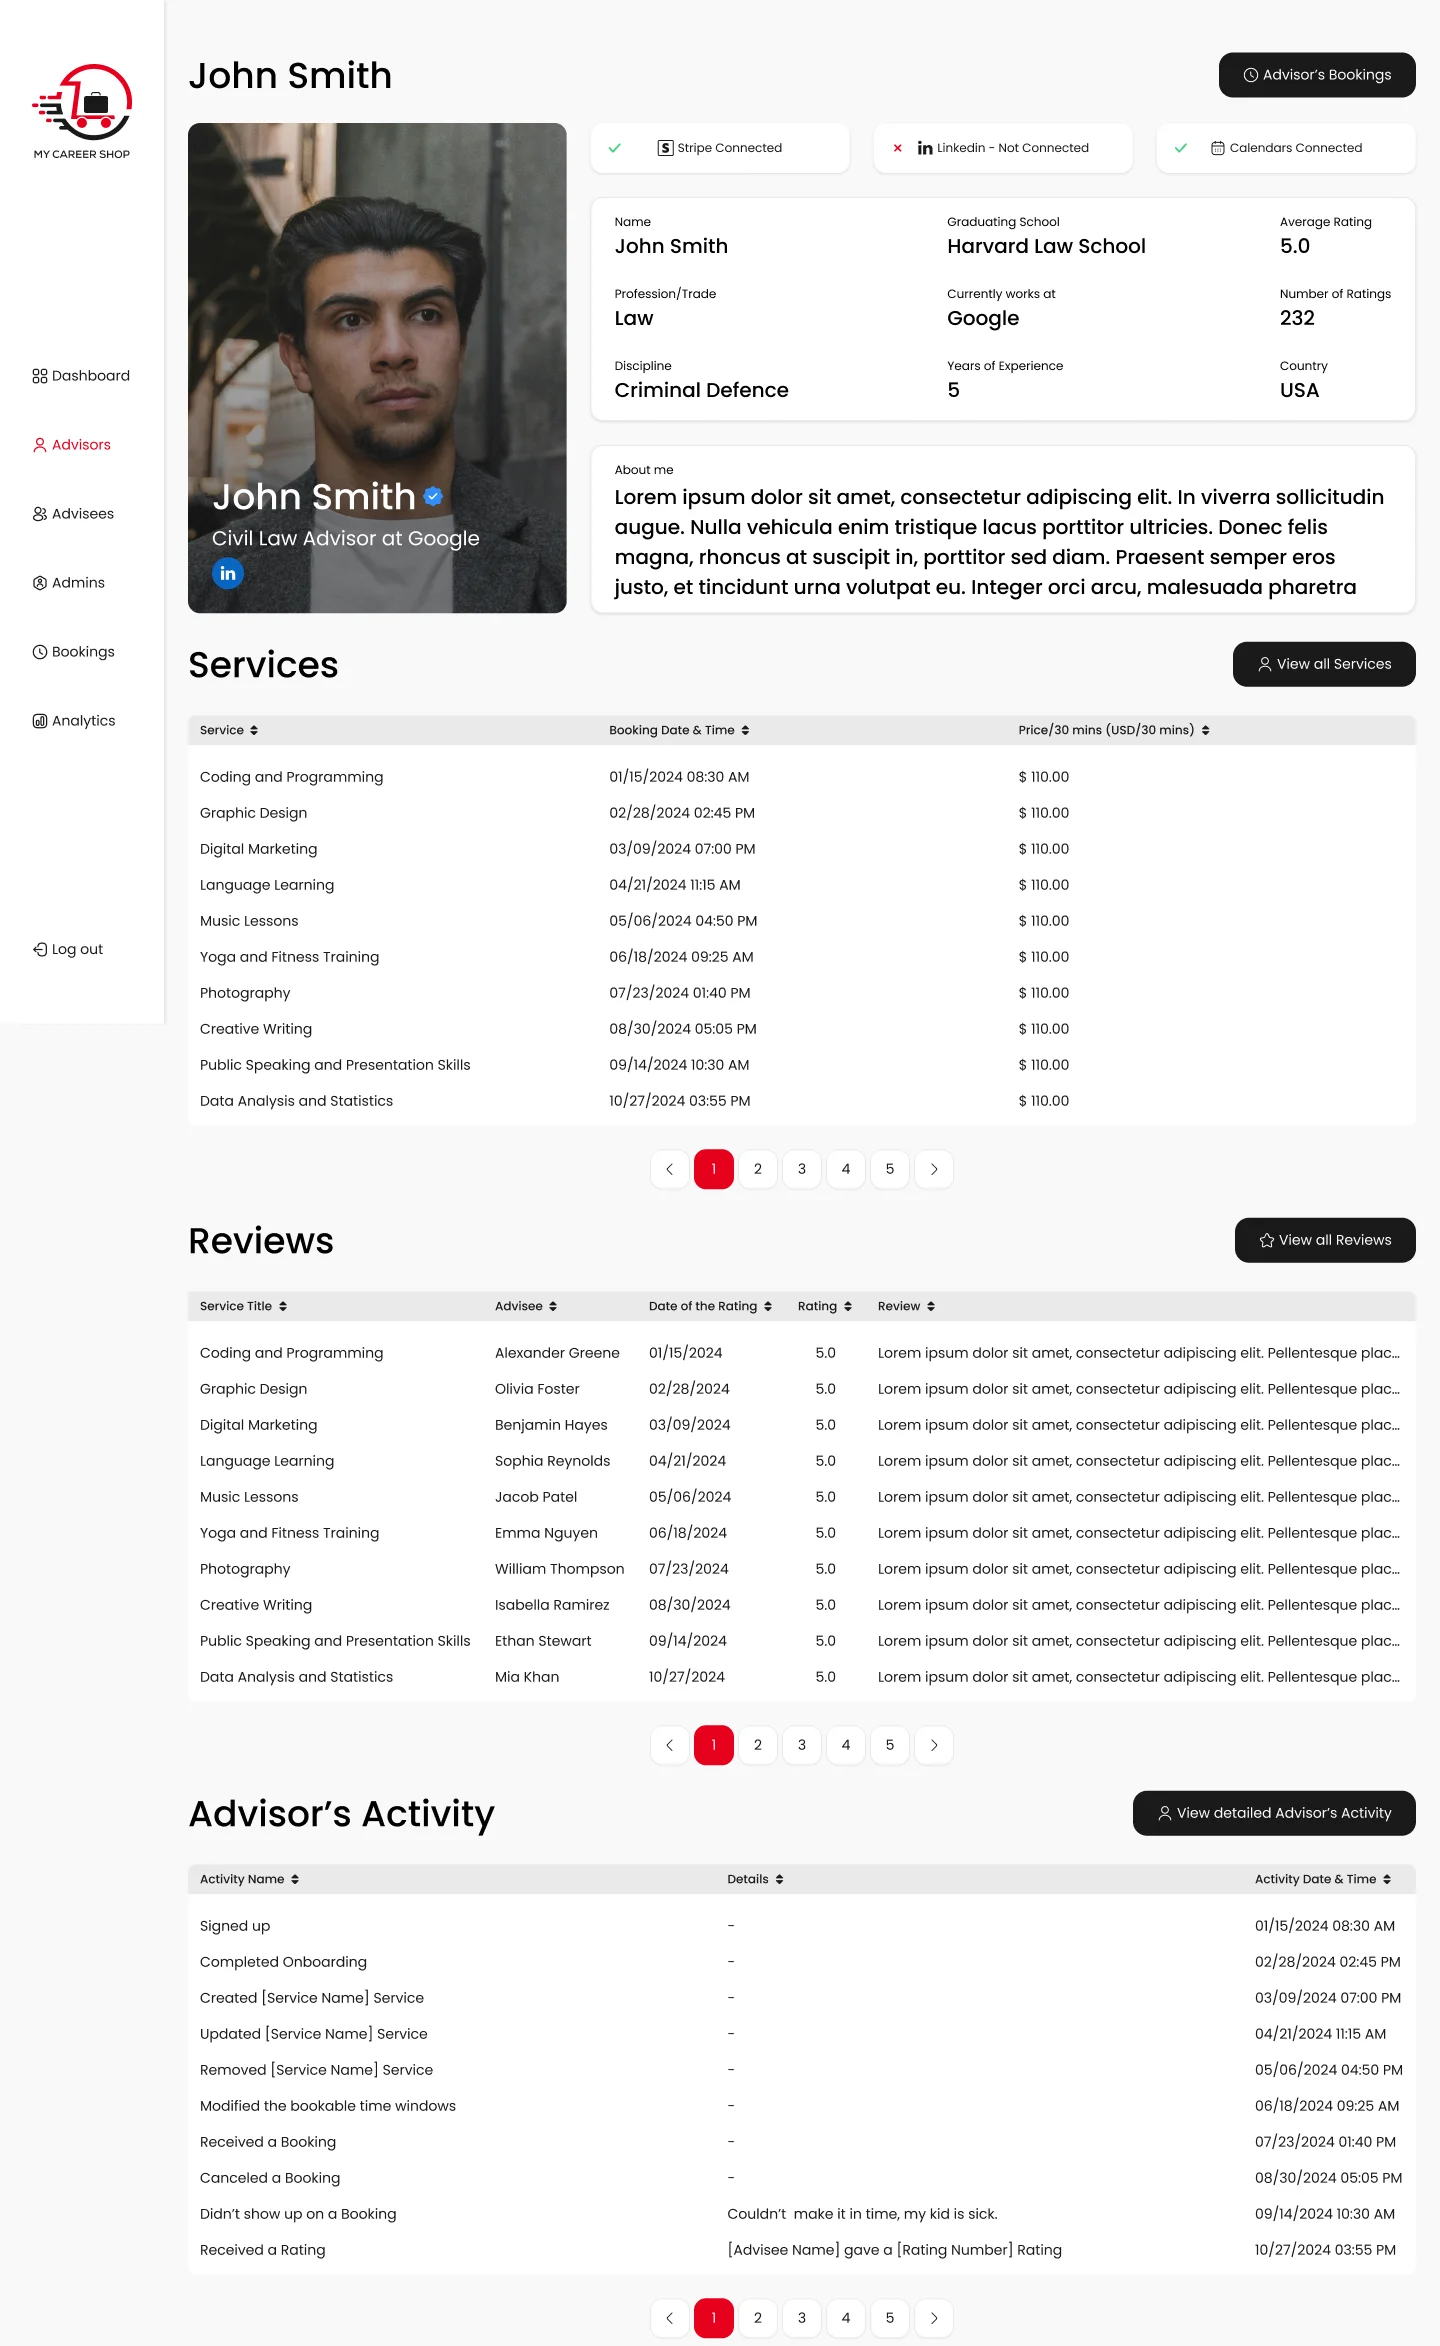 MY CAREER SHOP
Dashboard
Advisors
Advisees
Admins
Bookings
Analytics
Log out
John Smith
Advisor’s Bookings
John Smith
Civil Law Advisor at Google
in
S Stripe Connected
in Linkedin - Not Connected
Calendars Connected
Name
John Smith
Graduating School
Harvard Law School
Average Rating
5.0
Profession/Trade
Law
Currently works at
Google
Number of Ratings
232
Discipline
Criminal Defence
Years of Experience
5
Country
USA
About me
Lorem ipsum dolor sit amet, consectetur adipiscing elit. In viverra sollicitudin
augue. Nulla vehicula enim tristique lacus porttitor ultricies. Donec felis
magna, rhoncus at suscipit in, porttitor sed diam. Praesent semper eros
justo, et tincidunt urna volutpat eu. Integer orci arcu, malesuada pharetra
Services
View all Services
Service Booking Date & Time Price/30 mins (USD/30 mins)
Coding and Programming 01/15/2024 08:30 AM $ 110.00
Graphic Design 02/28/2024 02:45 PM $ 110.00
Digital Marketing 03/09/2024 07:00 PM $ 110.00
Language Learning 04/21/2024 11:15 AM $ 110.00
Music Lessons 05/06/2024 04:50 PM $ 110.00
Yoga and Fitness Training 06/18/2024 09:25 AM $ 110.00
Photography 07/23/2024 01:40 PM $ 110.00
Creative Writing 08/30/2024 05:05 PM $ 110.00
Public Speaking and Presentation Skills 09/14/2024 10:30 AM $ 110.00
Data Analysis and Statistics 10/27/2024 03:55 PM $ 110.00
1 2 3 4 5
Reviews
View all Reviews
Service Title Advisee Date of the Rating Rating Review
Coding and Programming Alexander Greene 01/15/2024 5.0 Lorem ipsum dolor sit amet, consectetur adipiscing elit. Pellentesque plac...
Graphic Design Olivia Foster 02/28/2024 5.0 Lorem ipsum dolor sit amet, consectetur adipiscing elit. Pellentesque plac...
Digital Marketing Benjamin Hayes 03/09/2024 5.0 Lorem ipsum dolor sit amet, consectetur adipiscing elit. Pellentesque plac...
Language Learning Sophia Reynolds 04/21/2024 5.0 Lorem ipsum dolor sit amet, consectetur adipiscing elit. Pellentesque plac...
Music Lessons Jacob Patel 05/06/2024 5.0 Lorem ipsum dolor sit amet, consectetur adipiscing elit. Pellentesque plac...
Yoga and Fitness Training Emma Nguyen 06/18/2024 5.0 Lorem ipsum dolor sit amet, consectetur adipiscing elit. Pellentesque plac...
Photography William Thompson 07/23/2024 5.0 Lorem ipsum dolor sit amet, consectetur adipiscing elit. Pellentesque plac...
Creative Writing Isabella Ramirez 08/30/2024 5.0 Lorem ipsum dolor sit amet, consectetur adipiscing elit. Pellentesque plac...
Public Speaking and Presentation Skills Ethan Stewart 09/14/2024 5.0 Lorem ipsum dolor sit amet, consectetur adipiscing elit. Pellentesque plac...
Data Analysis and Statistics Mia Khan 10/27/2024 5.0 Lorem ipsum dolor sit amet, consectetur adipiscing elit. Pellentesque plac...
1 2 3 4 5
Advisor’s Activity
View detailed Advisor’s Activity
Activity Name Details Activity Date & Time
Signed up - 01/15/2024 08:30 AM
Completed Onboarding - 02/28/2024 02:45 PM
Created [Service Name] Service - 03/09/2024 07:00 PM
Updated [Service Name] Service - 04/21/2024 11:15 AM
Removed [Service Name] Service - 05/06/2024 04:50 PM
Modified the bookable time windows - 06/18/2024 09:25 AM
Received a Booking - 07/23/2024 01:40 PM
Canceled a Booking - 08/30/2024 05:05 PM
Didn’t show up on a Booking Couldn’t make it in time, my kid is sick. 09/14/2024 10:30 AM
Received a Rating [Advisee Name] gave a [Rating Number] Rating 10/27/2024 03:55 PM
1 2 3 4 5